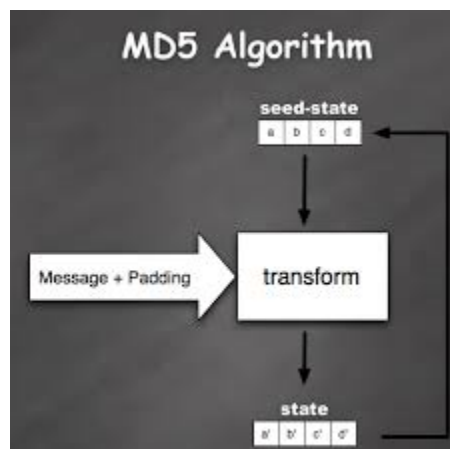 MD5 Algorithm
seed-state
a b c d
Message + Padding
transform
state
a' b' c' d'